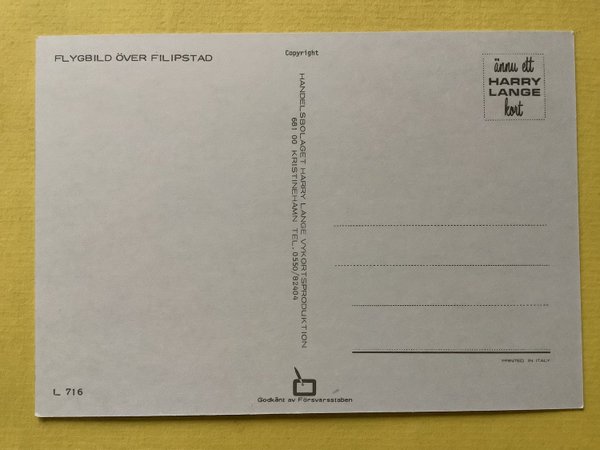 FLYGBILD ÖVER FILIPSTAD
Copyright
ännu ett
HARRY
LANGE
kort
HANDELSBOLAGET HARRY LANGE VYKORTSPRODUKTION
681 00 KRISTINEHAMN TEL. 0550/82404
PRINTED IN ITALY
L 716
Godkänt av Försvarsstaben